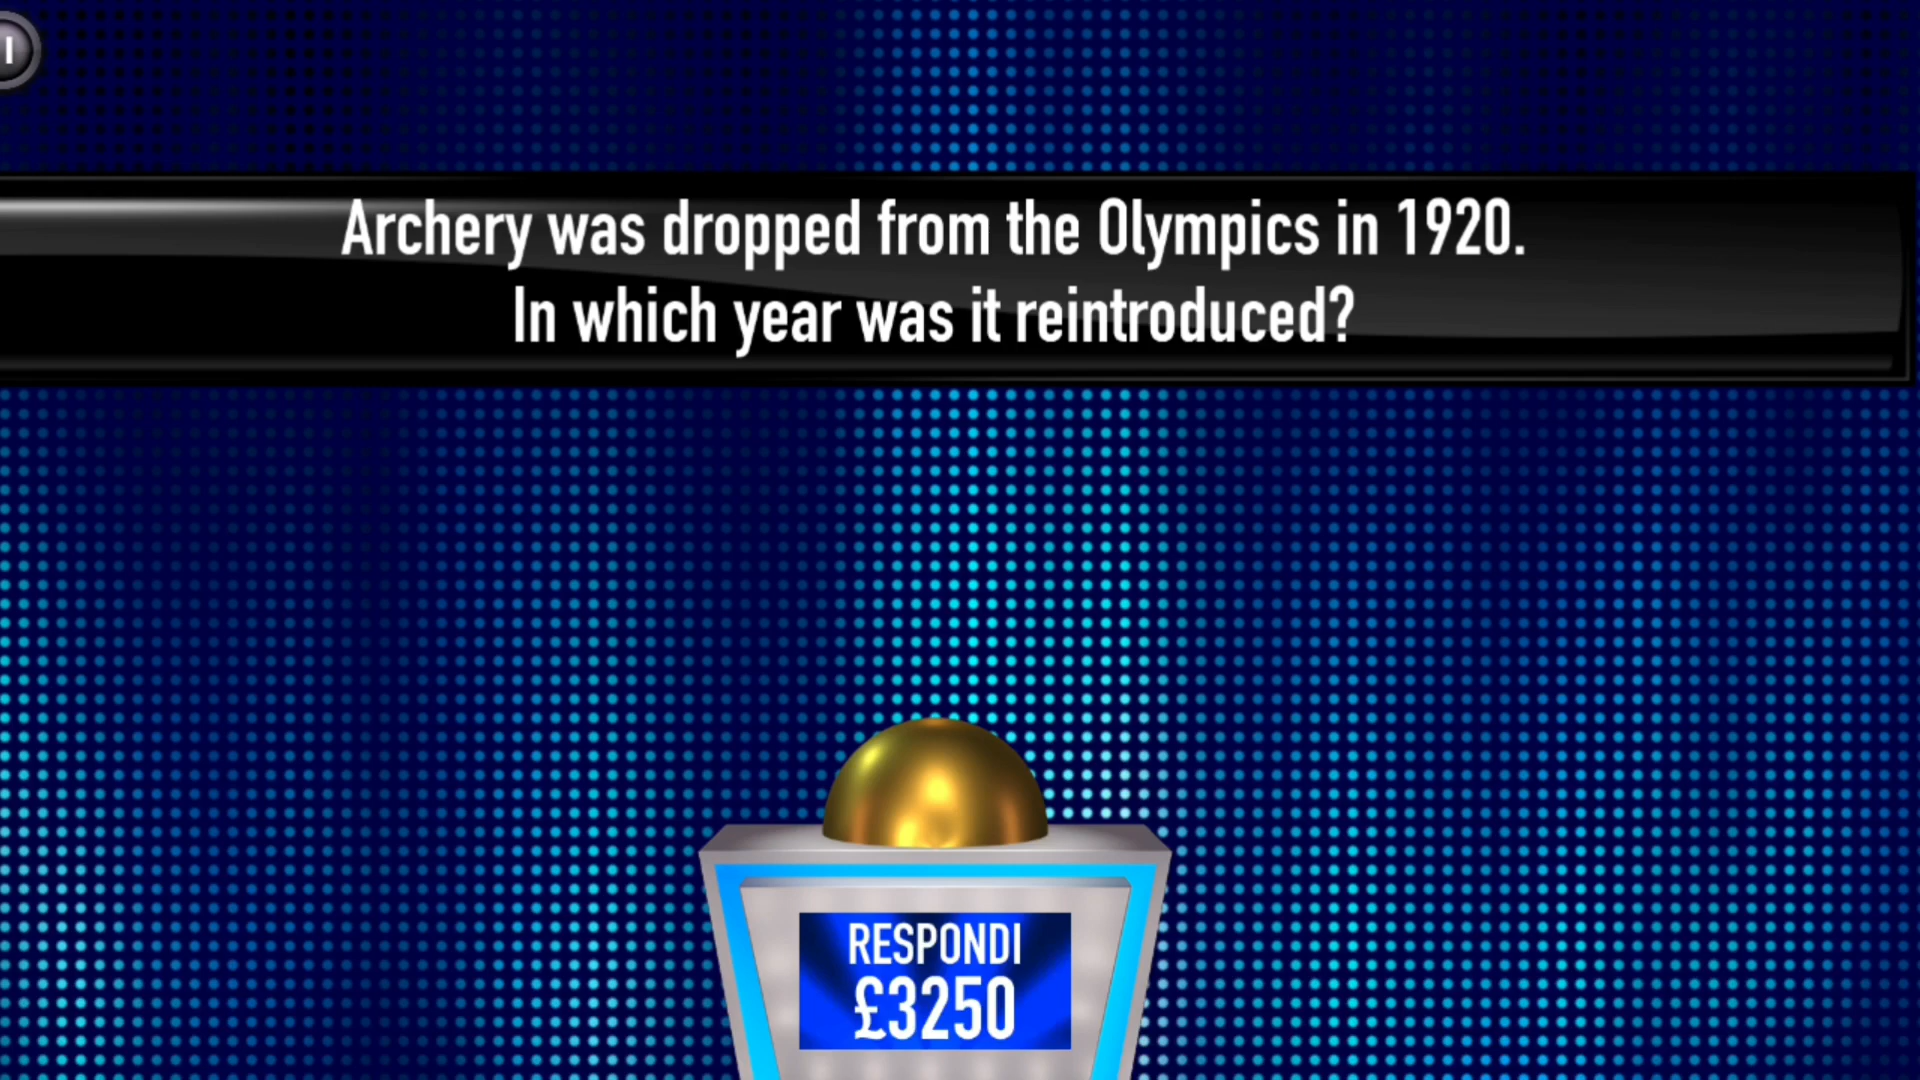 Archery was dropped from the Olympics in 1920.
In which year was it reintroduced?
RESPONDI
£3250